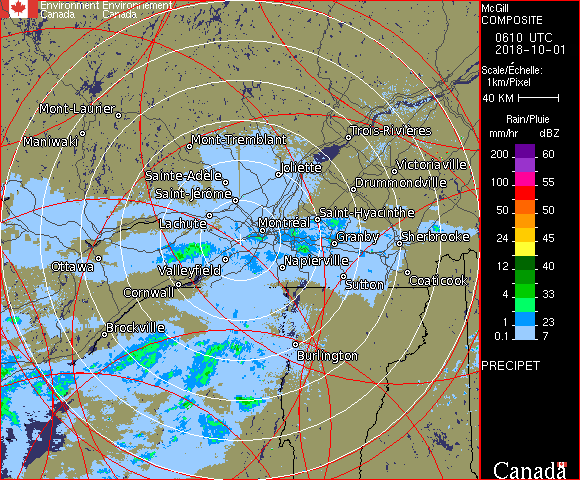 Environment Environnement
Canada Canada
McGill
COMPOSITE
0610 UTC
2018-10-01
Scale/Échelle:
1km/Pixel
40 KM
Rain/Pluie
mm/hr dBZ
200 60
100 55
50 50
40 45
24 40
12 35
4 30
1 23
0.1 7
PRECIPET
Canada
Mont-Laurier
Maniwaki
Mont-Tremblant
Trois-Rivières
Sainte-Adèle
Joliette
Victoriaville
Saint-Jérôme
Drummondville
Lachute
Montréal
Saint-Hyacinthe
Granby
Sherbrooke
Ottawa
Valleyfield
Napierville
Cornwall
Sutton
Coaticook
Brockville
Burlington